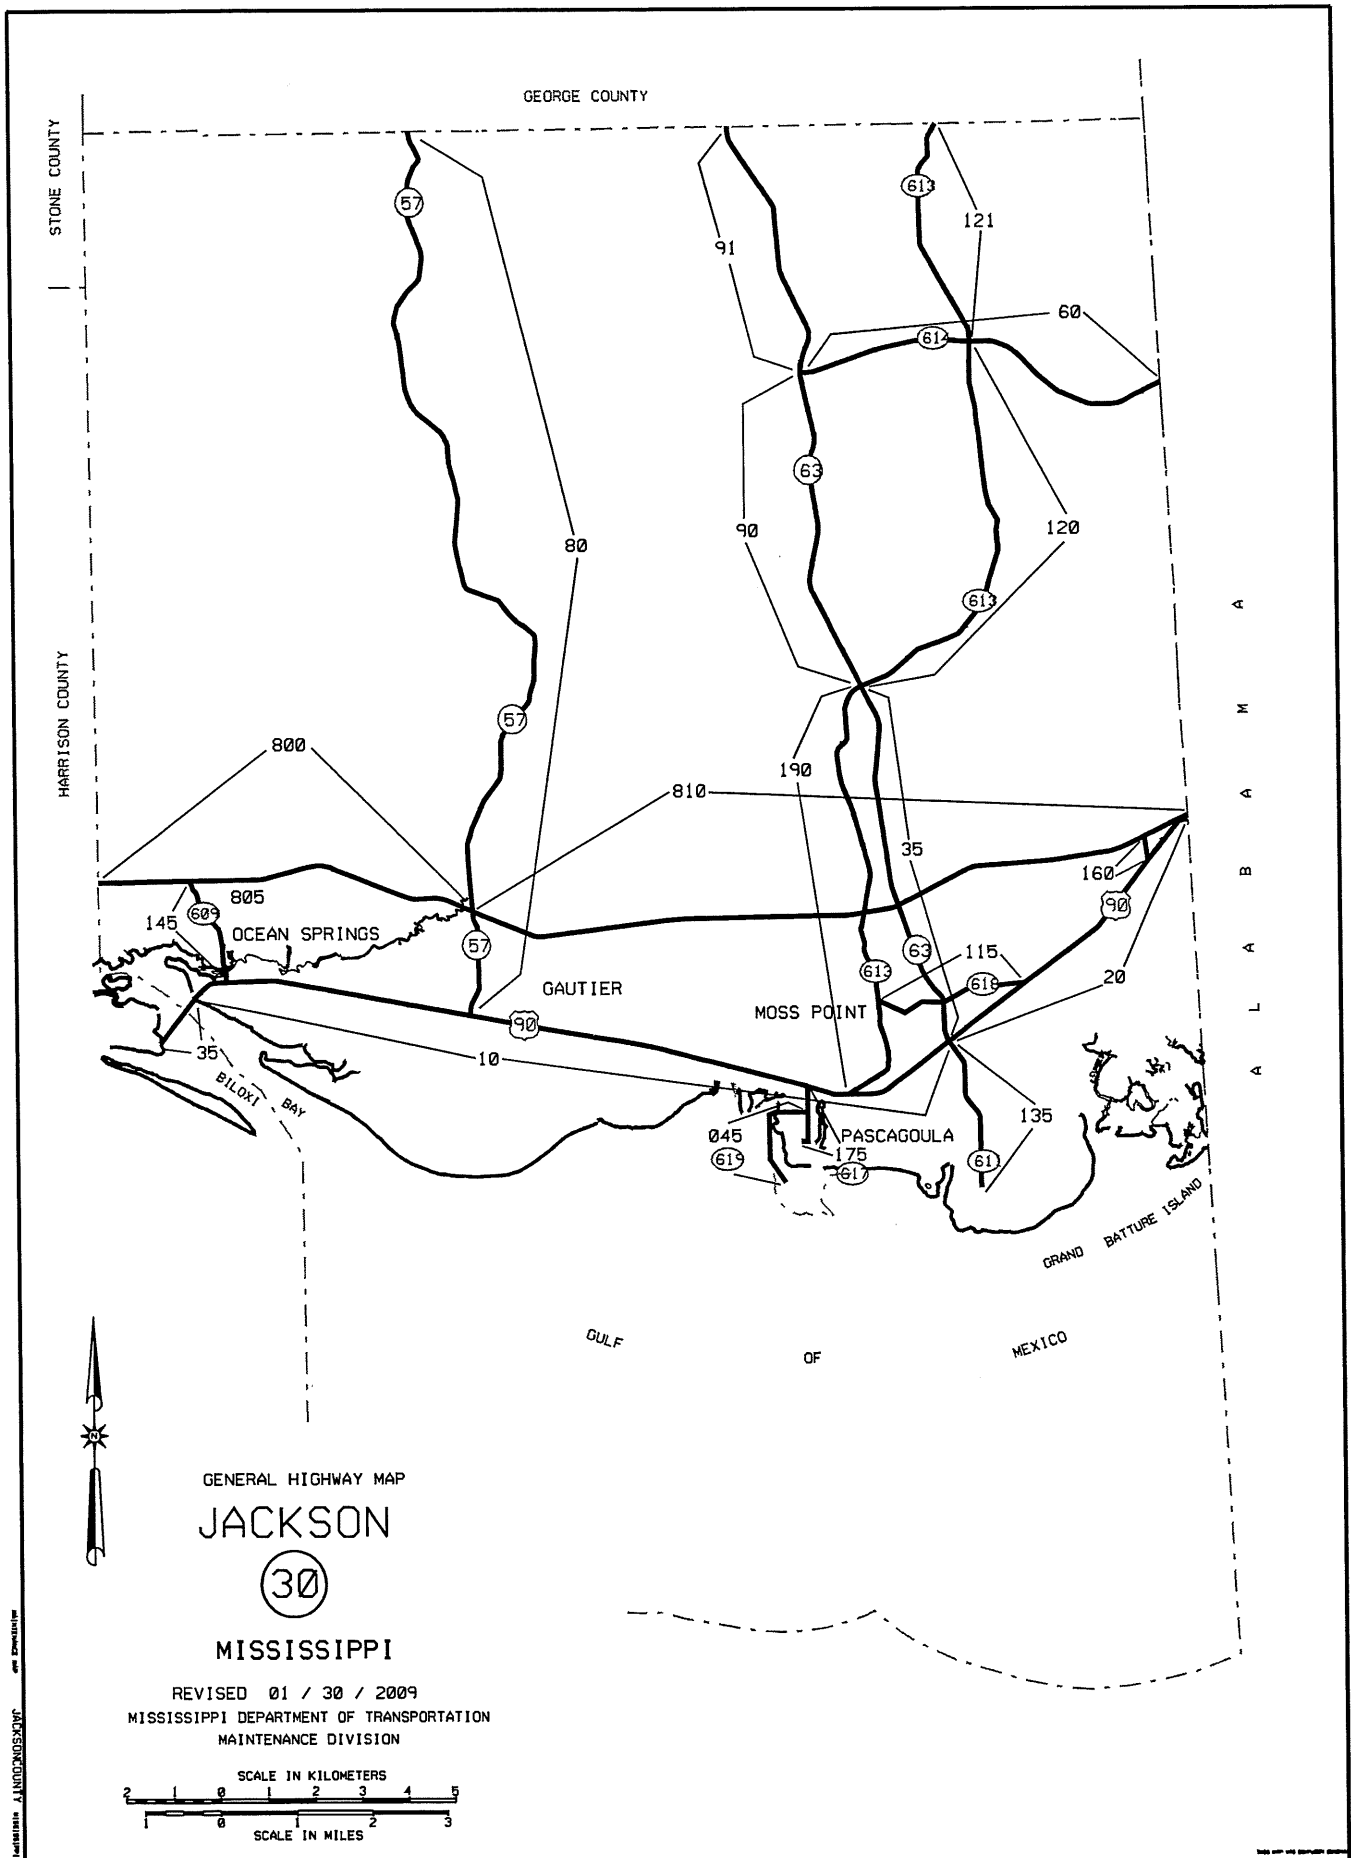 GEORGE COUNTY
STONE COUNTY
57
613
121
91
60
614
63
90
120
80
613
A
HARRISON COUNTY
57
M
800
190
A
810
35
B
160
805
609
145
OCEAN SPRINGS
90
A
57
63
115
613
618
20
GAUTIER
MOSS POINT
L
90
10
35
BILOXI BAY
A
045
619
175
PASCAGOULA
617
135
611
GRAND BATTURE ISLAND
GULF OF MEXICO
N
GENERAL HIGHWAY MAP
JACKSON
30
MISSISSIPPI
REVISED 01 / 30 / 2009
MISSISSIPPI DEPARTMENT OF TRANSPORTATION
MAINTENANCE DIVISION
SCALE IN KILOMETERS
2 1 0 1 2 3 4 5
1 0 1 2 3
SCALE IN MILES
MAINTENANCE MAP JACKSONCOUNTY MISSISSIPPI